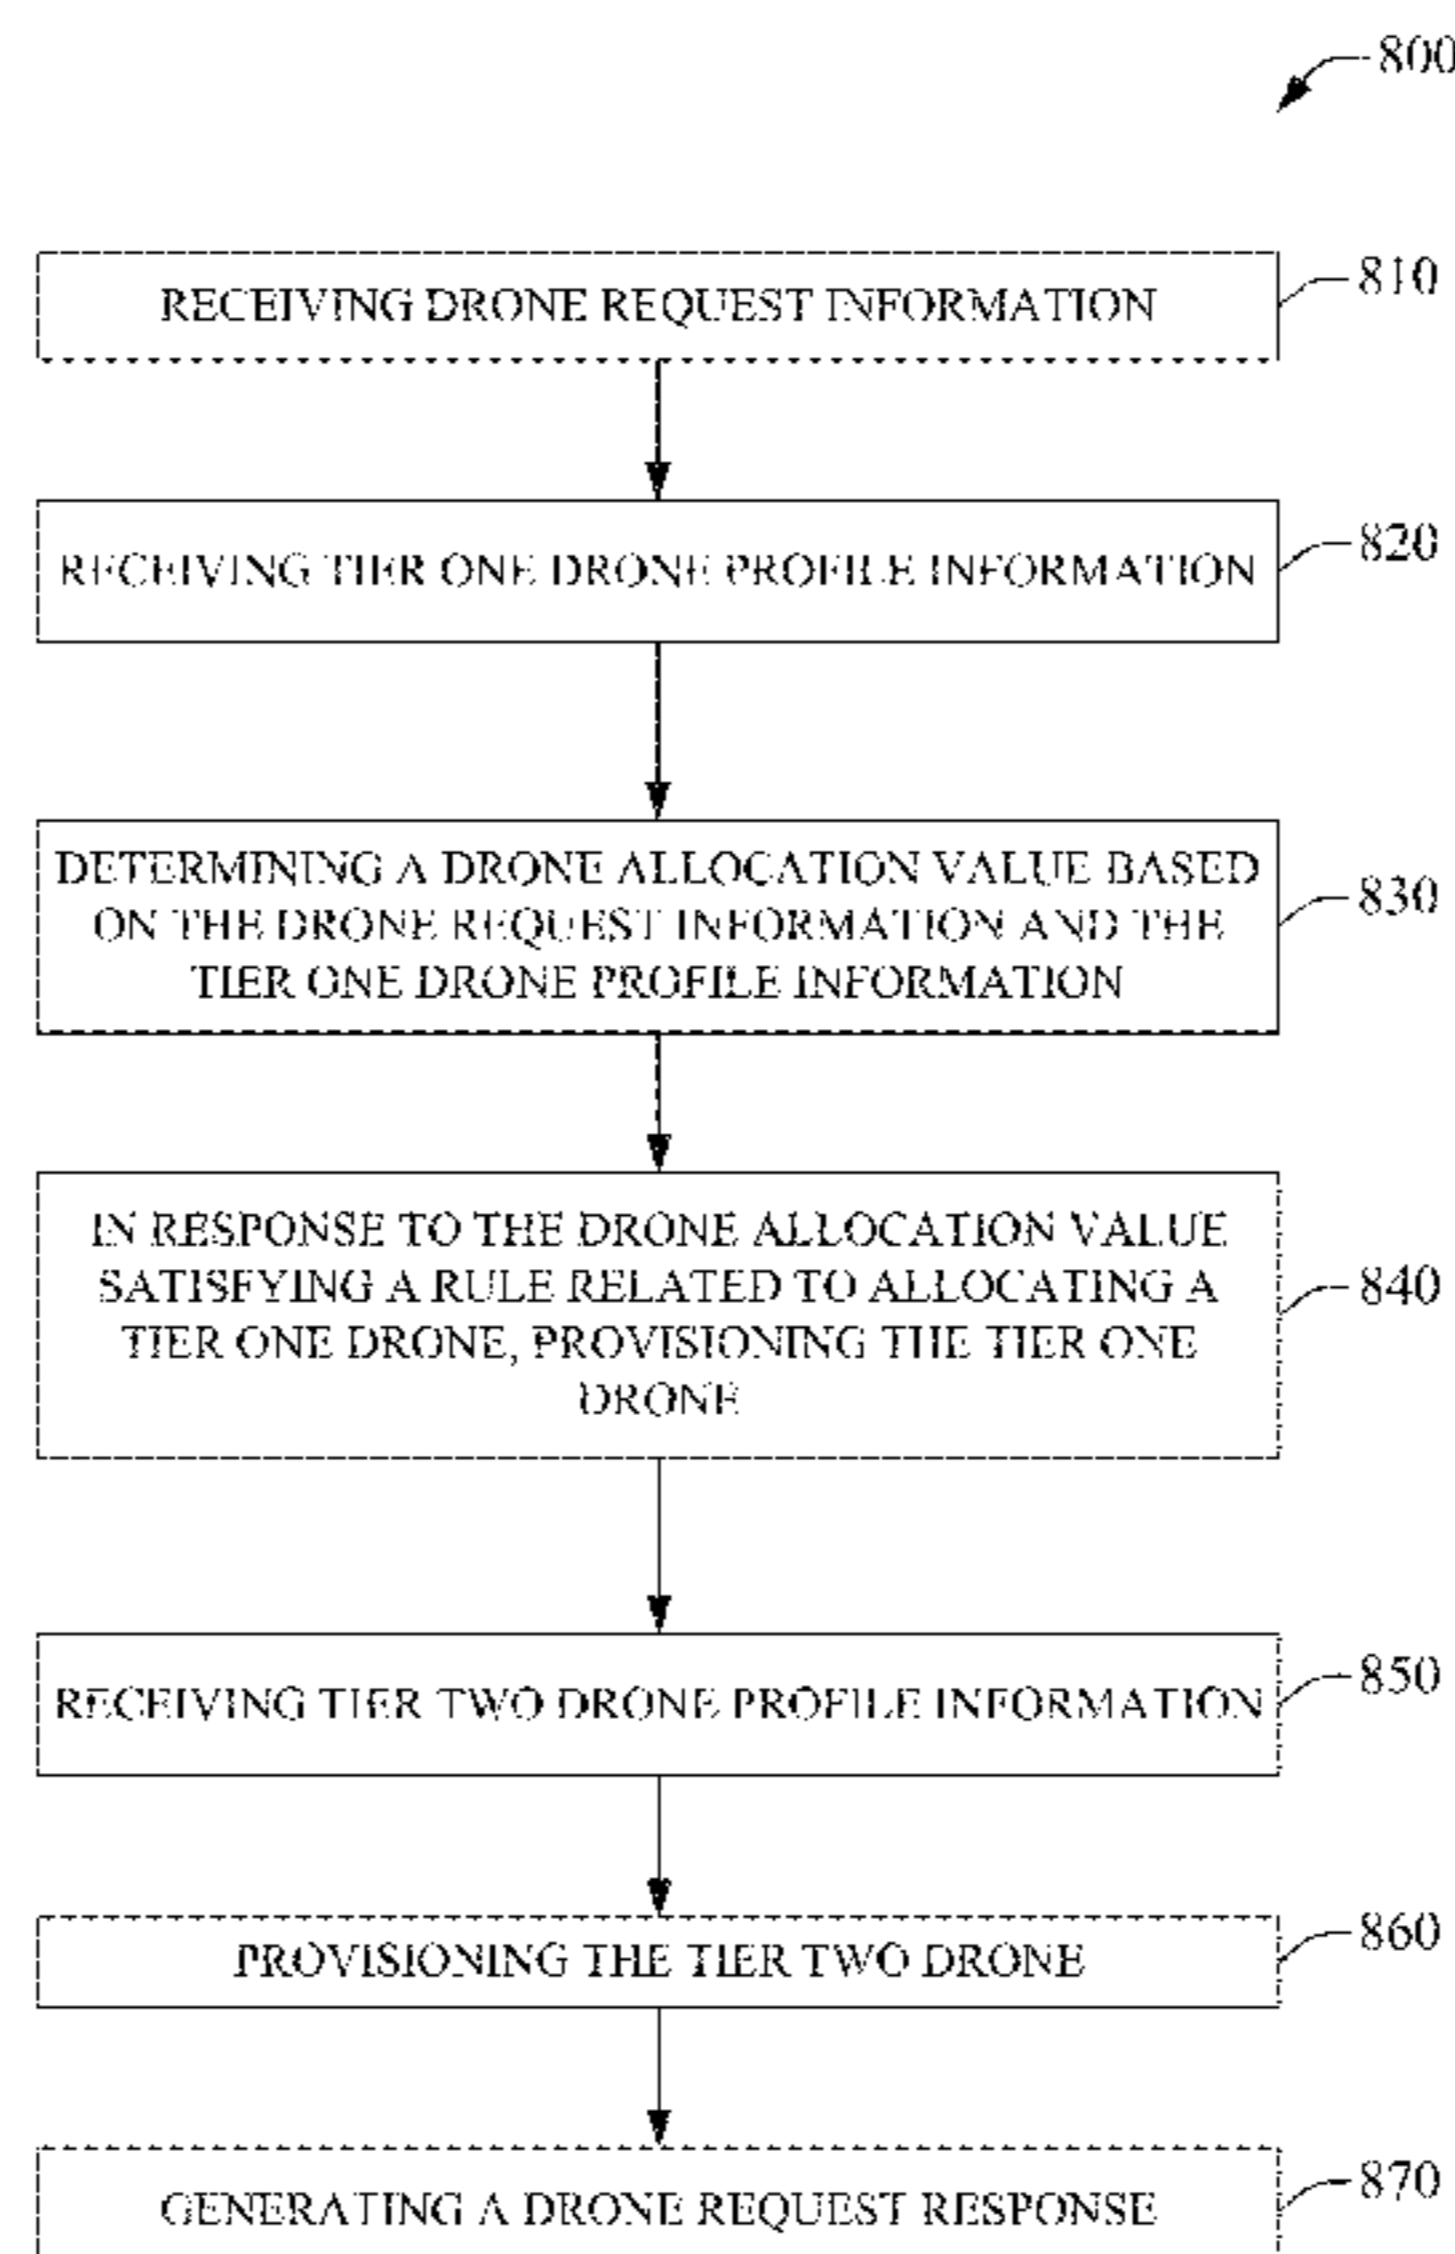 800
RECEIVING DRONE REQUEST INFORMATION
810
RECEIVING TIER ONE DRONE PROFILE INFORMATION
820
DETERMINING A DRONE ALLOCATION VALUE BASED
ON THE DRONE REQUEST INFORMATION AND THE
TIER ONE DRONE PROFILE INFORMATION
830
IN RESPONSE TO THE DRONE ALLOCATION VALUE
SATISFYING A RULE RELATED TO ALLOCATING A
TIER ONE DRONE, PROVISIONING THE TIER ONE
DRONE
840
RECEIVING TIER TWO DRONE PROFILE INFORMATION
850
PROVISIONING THE TIER TWO DRONE
860
GENERATING A DRONE REQUEST RESPONSE
870